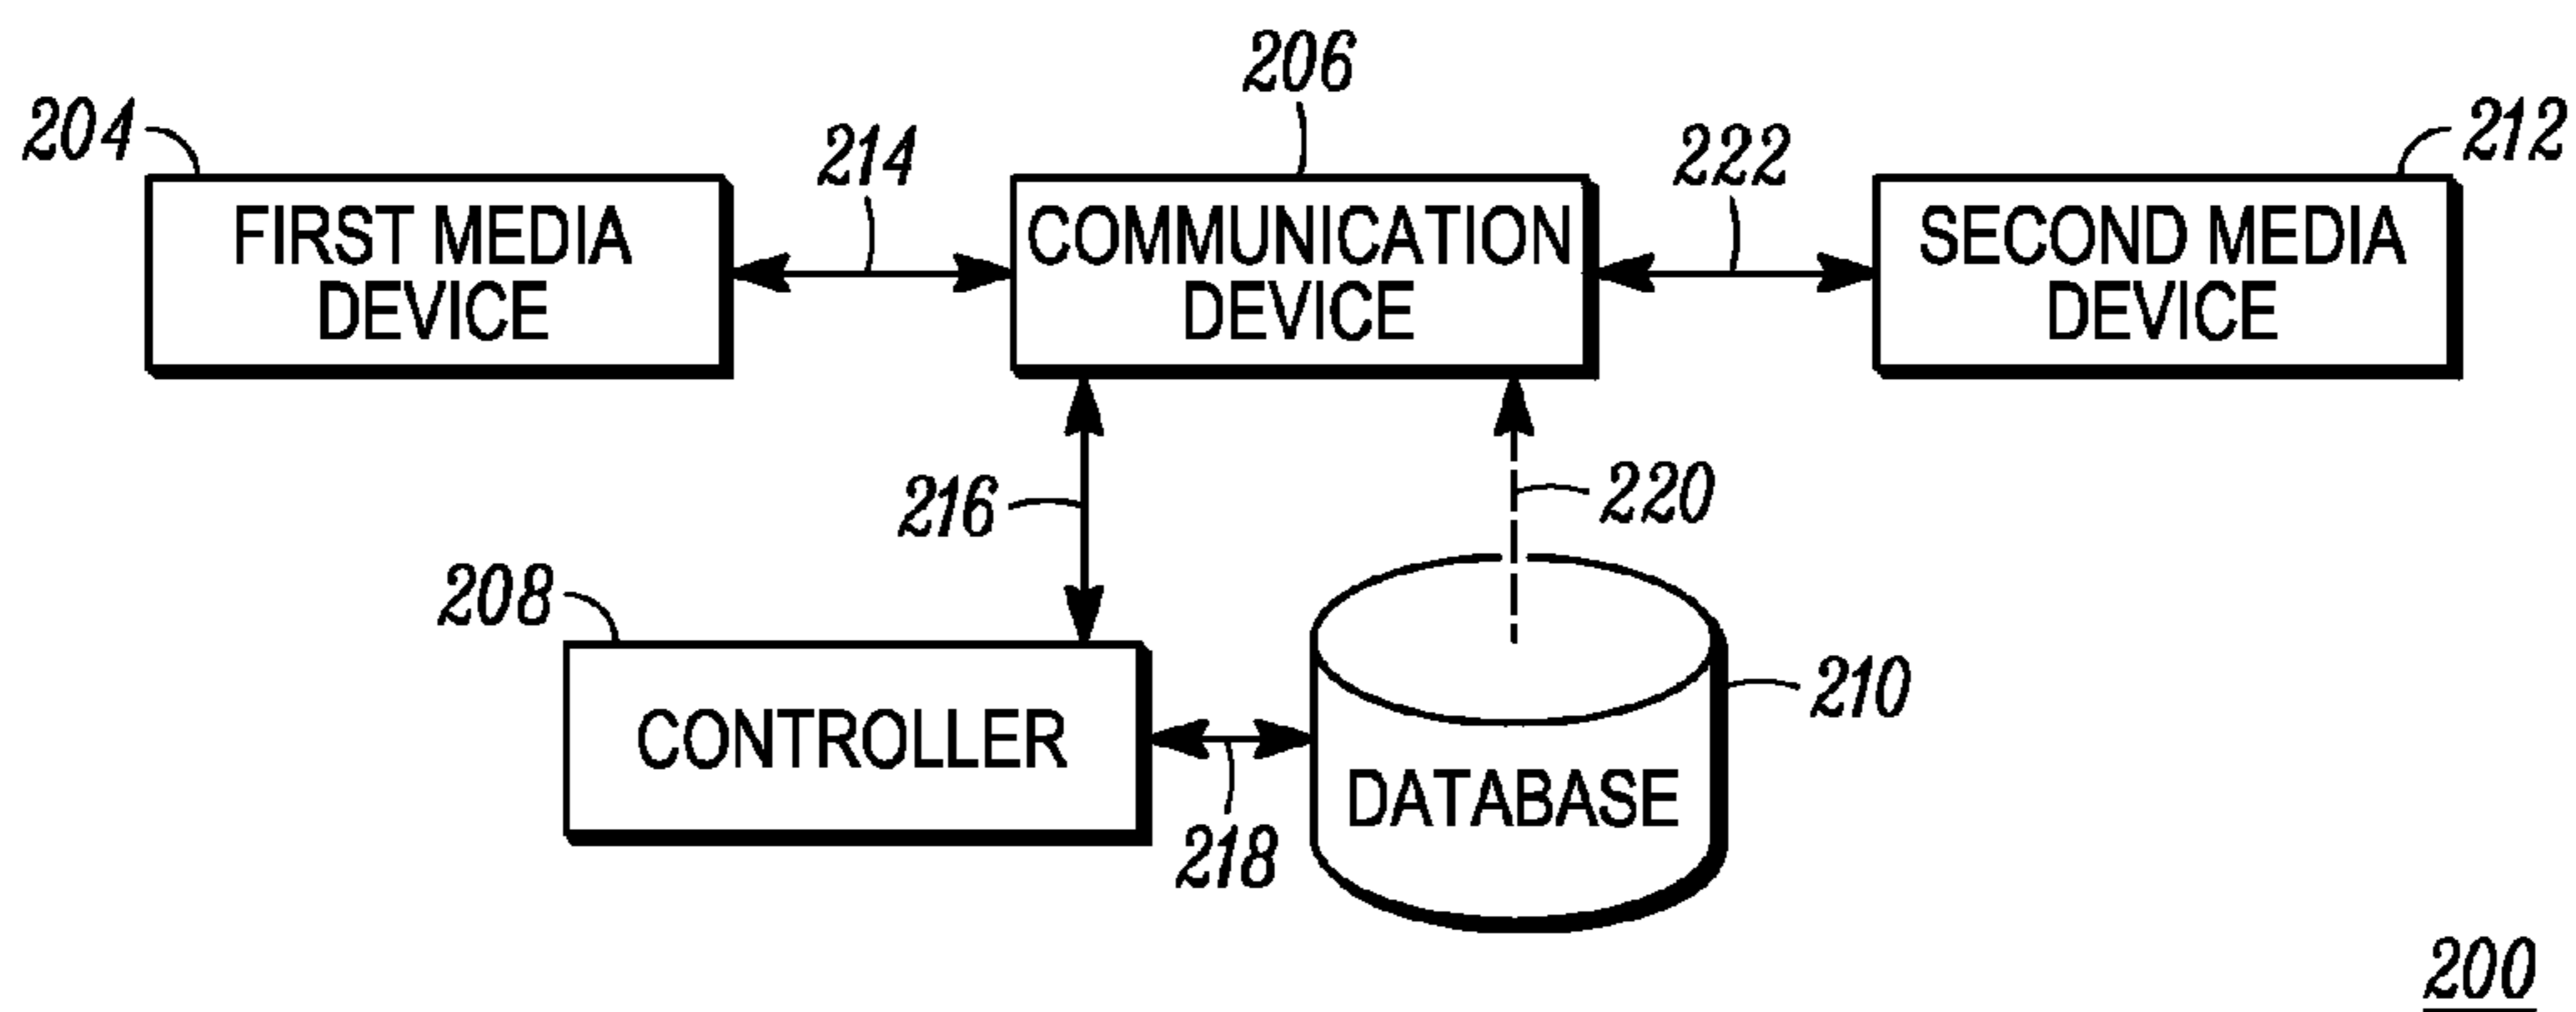 206
204
214
222
212
FIRST MEDIA
DEVICE
COMMUNICATION
DEVICE
SECOND MEDIA
DEVICE
216
220
208
210
CONTROLLER
218
DATABASE
200